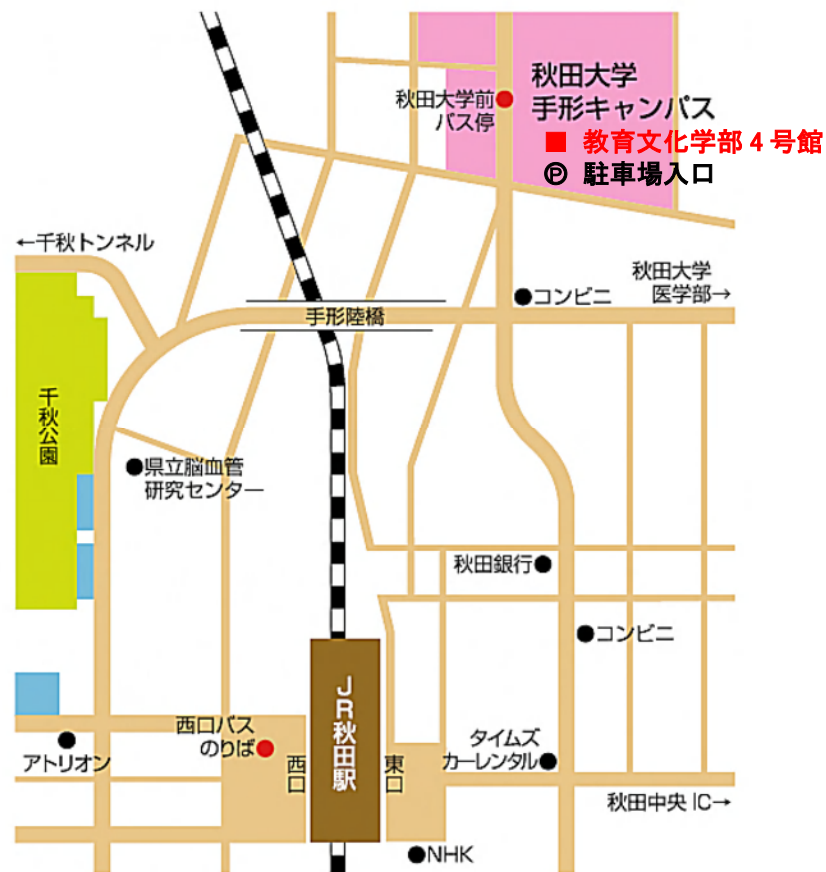 秋田大学
手形キャンパス
秋田大学前
バス停
■ 教育文化学部4号館
Ⓟ 駐車場入口
←千秋トンネル
秋田大学
医学部→
コンビニ
手形陸橋
千秋公園
県立脳血管
研究センター
秋田銀行
コンビニ
JR秋田駅
西口バス
のりば
アトリオン
西口
東口
タイムズ
カーレンタル
秋田中央IC→
NHK